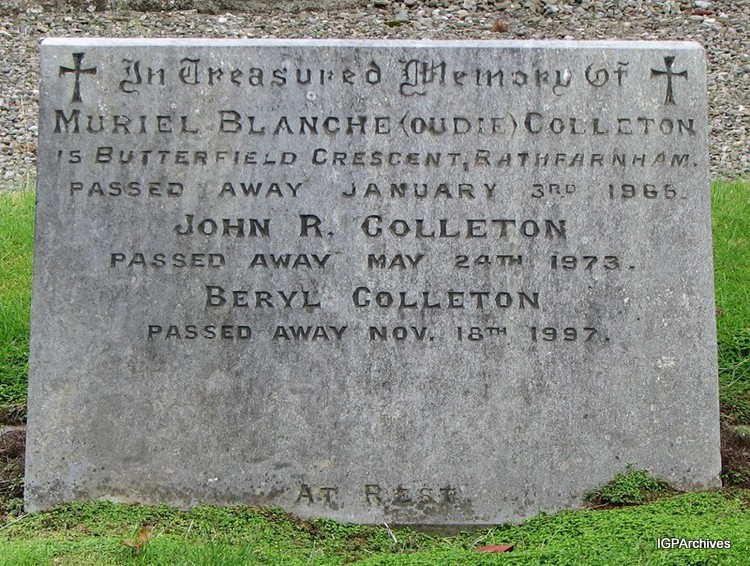 In Treasured Memory Of
MURIEL BLANCHE (OUDIE) COLLETON
15 BUTTERFIELD CRESCENT, RATHFARNHAM.
PASSED AWAY JANUARY 3RD 1965.
JOHN R. COLLETON
PASSED AWAY MAY 24TH 1973.
BERYL COLLETON
PASSED AWAY NOV. 18TH 1997.
AT REST
IGPArchives